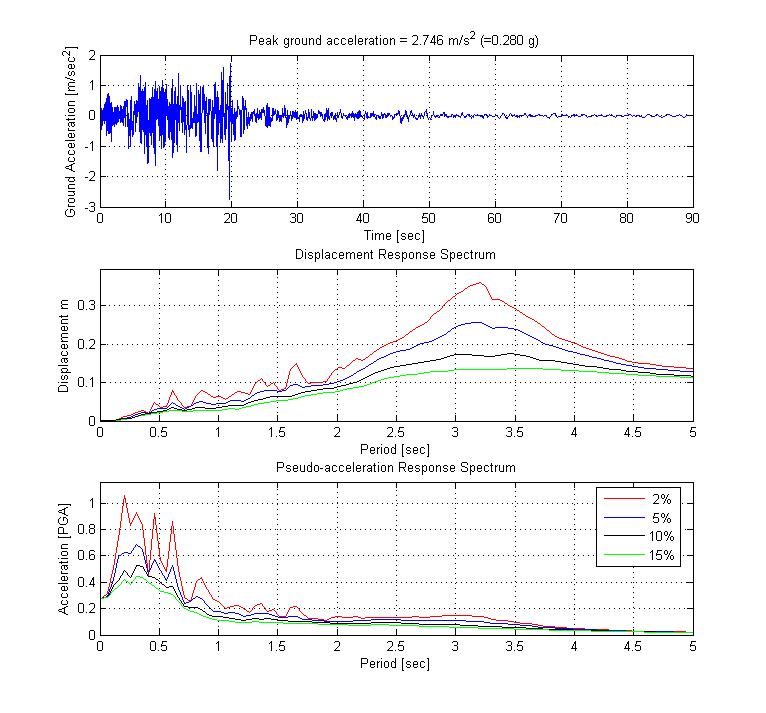 Peak ground acceleration = 2.746 m/s² (=0.280 g)
Ground Acceleration [m/sec²]
2
1
0
-1
-2
-3
0 10 20 30 40 50 60 70 80 90
Time [sec]
Displacement Response Spectrum
Displacement m
0.3
0.2
0.1
0
0 0.5 1 1.5 2 2.5 3 3.5 4 4.5 5
Period [sec]
Pseudo-acceleration Response Spectrum
Acceleration [PGA]
1
0.8
0.6
0.4
0.2
0
2%
5%
10%
15%
0 0.5 1 1.5 2 2.5 3 3.5 4 4.5 5
Period [sec]